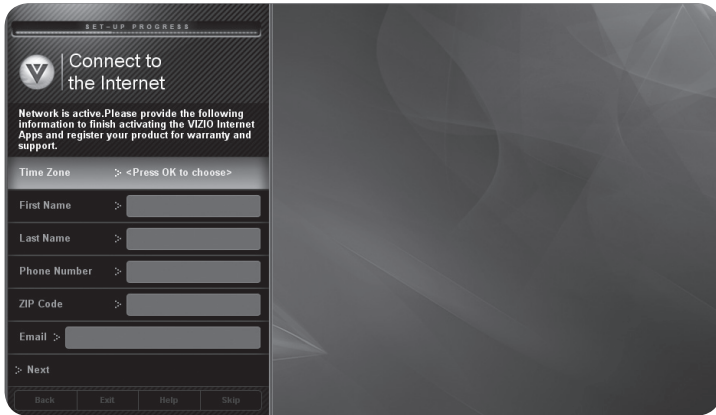 SET-UP PROGRESS
Connect to
the Internet
Network is active.Please provide the following
information to finish activating the VIZIO Internet
Apps and register your product for warranty and
support.
Time Zone <Press OK to choose>
First Name
Last Name
Phone Number
ZIP Code
Email
Next
Back Exit Help Skip